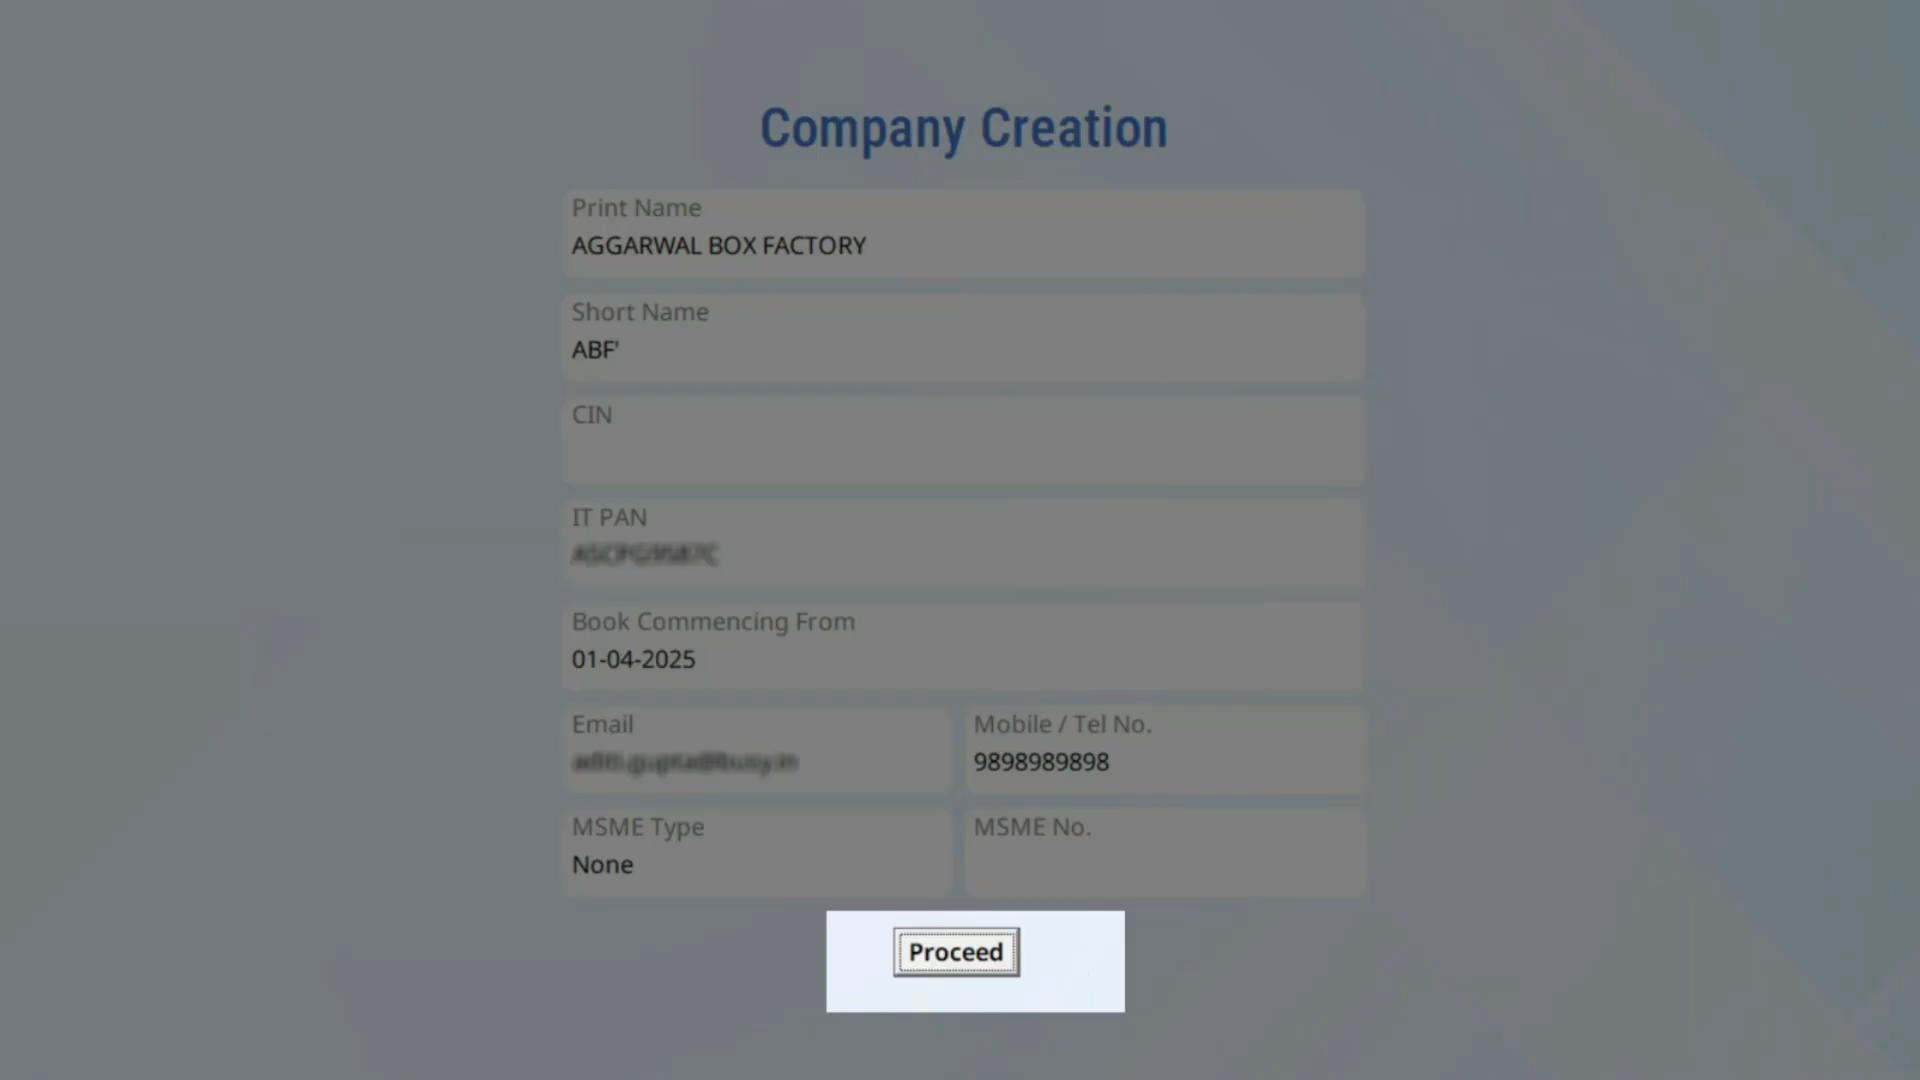 Company Creation
Print Name
AGGARWAL BOX FACTORY
Short Name
ABF'
CIN
IT PAN
Book Commencing From
01-04-2025
Email
Mobile / Tel No.
9898989898
MSME Type
MSME No.
None
Proceed